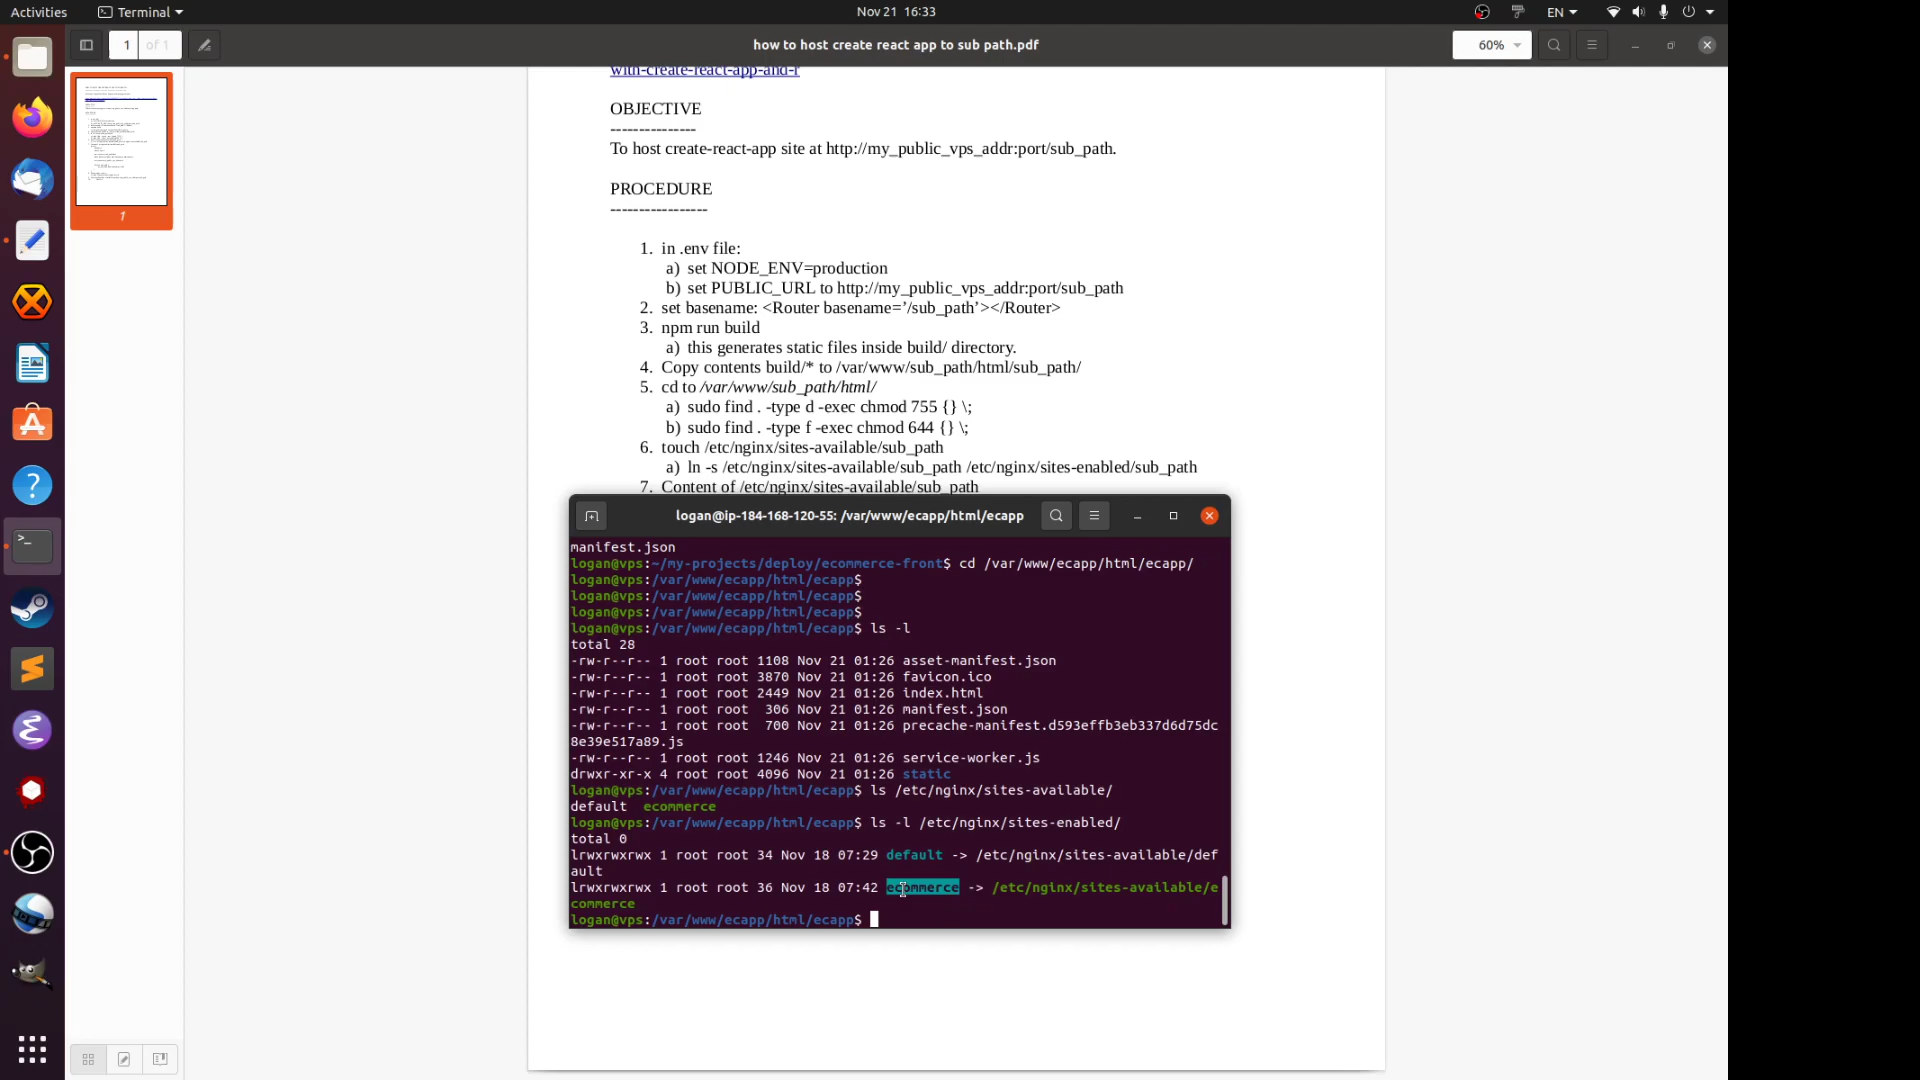 Activities
Terminal
Nov 21 16:33
EN
1 of 1
how to host create react app to sub path.pdf
60%
1
with-create-react-app-and-r
OBJECTIVE
---------------
To host create-react-app site at http://my_public_vps_addr:port/sub_path.
PROCEDURE
-----------------
1. in .env file:
a) set NODE_ENV=production
b) set PUBLIC_URL to http://my_public_vps_addr:port/sub_path
2. set basename: <Router basename=’/sub_path’></Router>
3. npm run build
a) this generates static files inside build/ directory.
4. Copy contents build/* to /var/www/sub_path/html/sub_path/
5. cd to /var/www/sub_path/html/
a) sudo find . -type d -exec chmod 755 {} \;
b) sudo find . -type f -exec chmod 644 {} \;
6. touch /etc/nginx/sites-available/sub_path
a) ln -s /etc/nginx/sites-available/sub_path /etc/nginx/sites-enabled/sub_path
7. Content of /etc/nginx/sites-available/sub_path
logan@ip-184-168-120-55: /var/www/ecapp/html/ecapp
manifest.json
logan@vps:~/my-projects/deploy/ecommerce-front$ cd /var/www/ecapp/html/ecapp/
logan@vps:/var/www/ecapp/html/ecapp$
logan@vps:/var/www/ecapp/html/ecapp$
logan@vps:/var/www/ecapp/html/ecapp$
logan@vps:/var/www/ecapp/html/ecapp$ ls -l
total 28
-rw-r--r-- 1 root root 1108 Nov 21 01:26 asset-manifest.json
-rw-r--r-- 1 root root 3870 Nov 21 01:26 favicon.ico
-rw-r--r-- 1 root root 2449 Nov 21 01:26 index.html
-rw-r--r-- 1 root root  306 Nov 21 01:26 manifest.json
-rw-r--r-- 1 root root  700 Nov 21 01:26 precache-manifest.d593effb3eb337d6d75dc
8e39e517a89.js
-rw-r--r-- 1 root root 1246 Nov 21 01:26 service-worker.js
drwxr-xr-x 4 root root 4096 Nov 21 01:26 static
logan@vps:/var/www/ecapp/html/ecapp$ ls /etc/nginx/sites-available/
default  ecommerce
logan@vps:/var/www/ecapp/html/ecapp$ ls -l /etc/nginx/sites-enabled/
total 0
lrwxrwxrwx 1 root root 34 Nov 18 07:29 default -> /etc/nginx/sites-available/def
ault
lrwxrwxrwx 1 root root 36 Nov 18 07:42 ecommerce -> /etc/nginx/sites-available/e
commerce
logan@vps:/var/www/ecapp/html/ecapp$